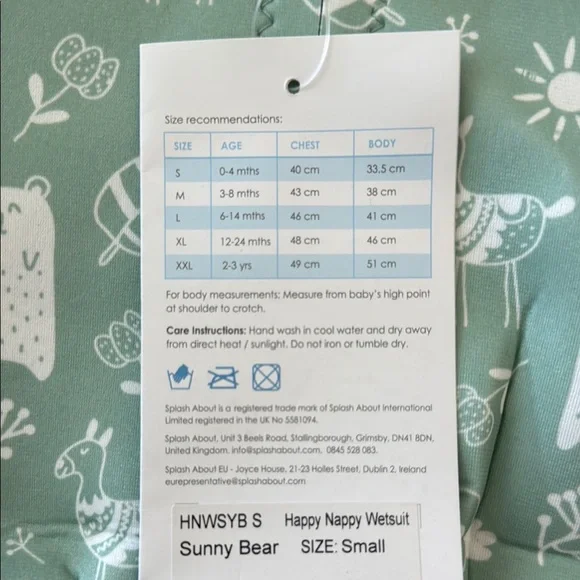 Size recommendations:
SIZE AGE CHEST BODY
S 0-4 mths 40 cm 33.5 cm
M 3-8 mths 43 cm 38 cm
L 6-14 mths 46 cm 41 cm
XL 12-24 mths 48 cm 46 cm
XXL 2-3 yrs 49 cm 51 cm
For body measurements: Measure from baby's high point
at shoulder to crotch.
Care Instructions: Hand wash in cool water and dry away
from direct heat / sunlight. Do not iron or tumble dry.
Splash About is a registered trade mark of Splash About International
Limited registered in the UK No 5581094.
Splash About, Unit 3 Beels Road, Stallingborough, Grimsby, DN41 8DN,
United Kingdom. info@splashabout.com. 0845 528 083.
Splash About EU - Joyce House, 21-23 Holles Street, Dublin 2, Ireland
eurepresentative@splashabout.com
HNWSYB S Happy Nappy Wetsuit
Sunny Bear SIZE: Small